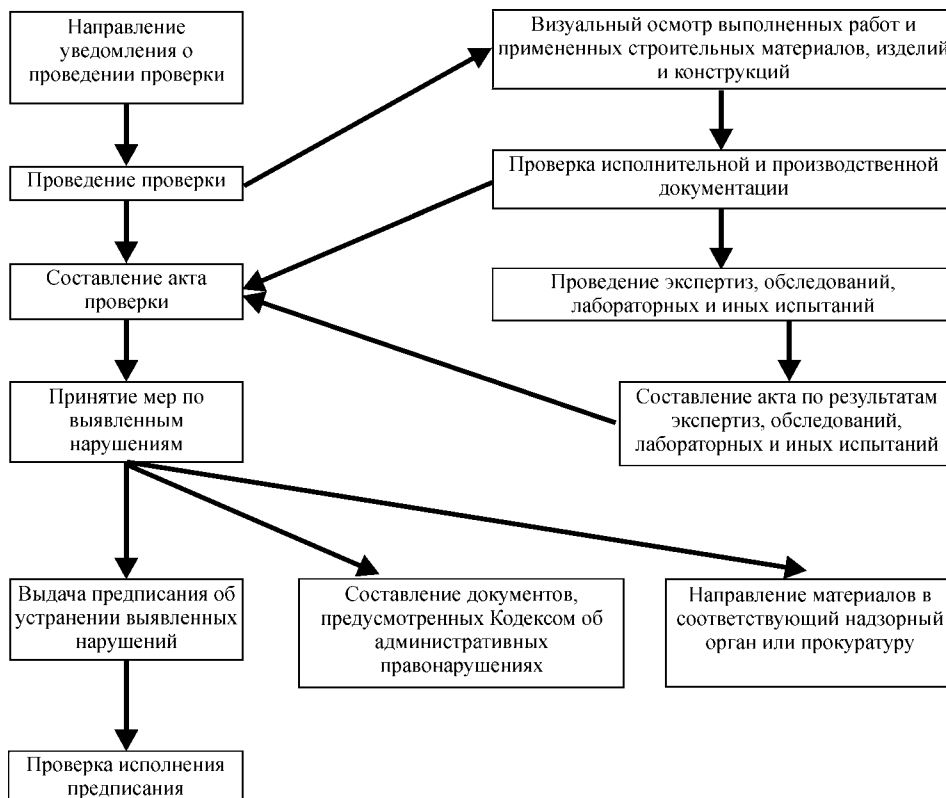 Направление
уведомления о
проведении проверки
Визуальный осмотр выполненных работ и
примененных строительных материалов, изделий
и конструкций
Проведение проверки
Проверка исполнительной и производственной
документации
Составление акта
проверки
Проведение экспертиз, обследований,
лабораторных и иных испытаний
Принятие мер по
выявленным
нарушениям
Составление акта по результатам
экспертиз, обследований,
лабораторных и иных испытаний
Выдача предписания об
устранении выявленных
нарушений
Составление документов,
предусмотренных Кодексом об
административных
правонарушениях
Направление материалов в
соответствующий надзорный
орган или прокуратуру
Проверка исполнения
предписания